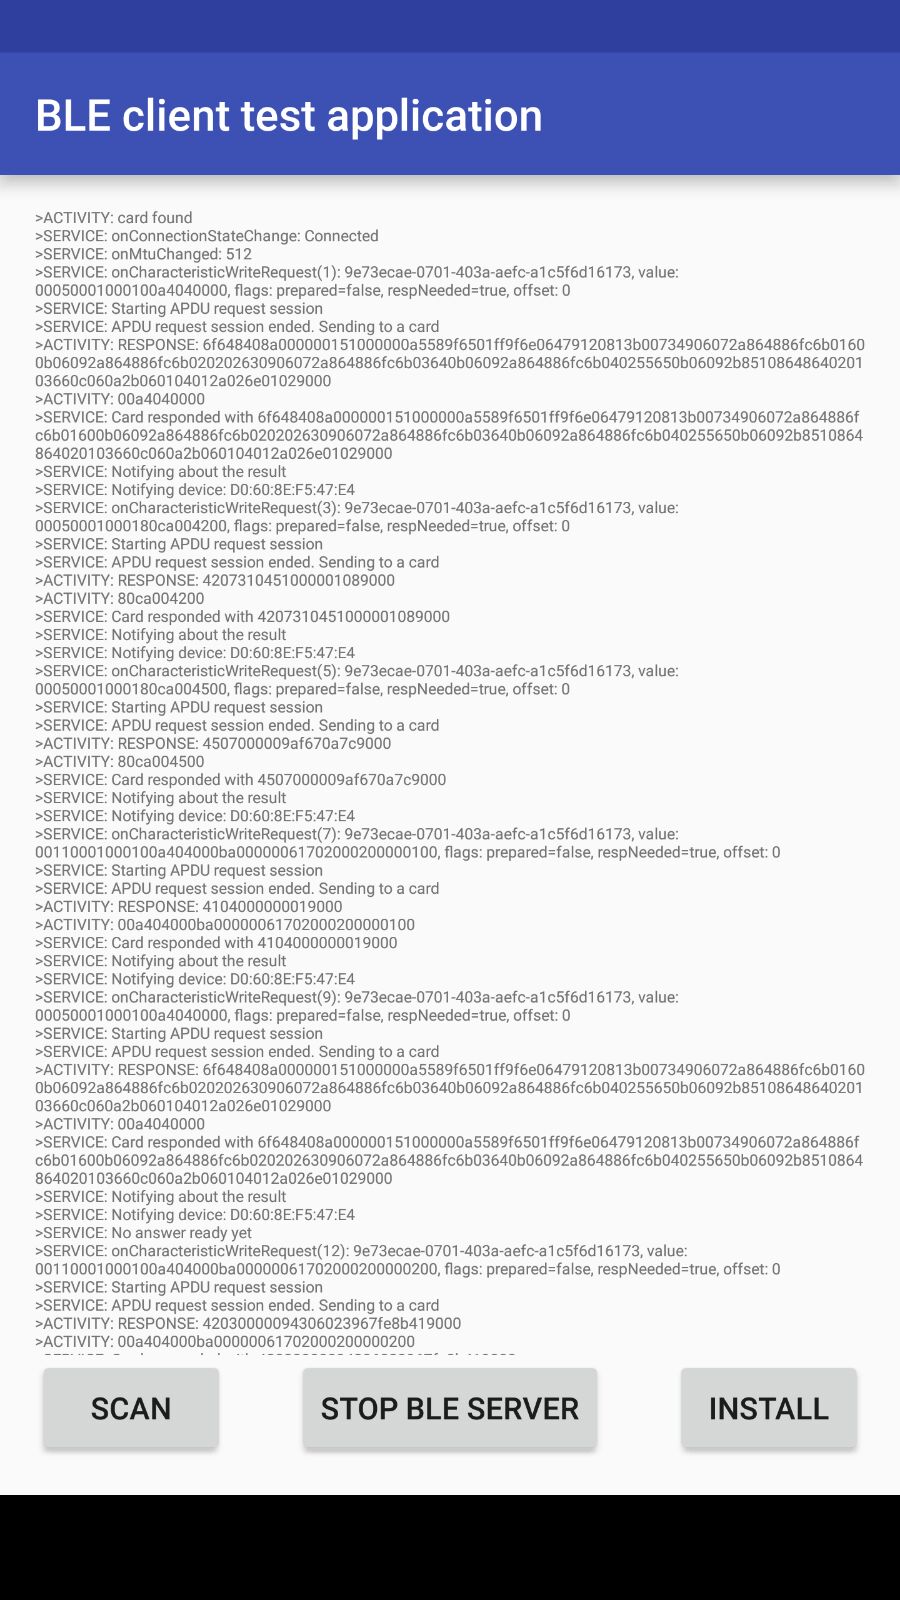 BLE client test application
>ACTIVITY: card found
>SERVICE: onConnectionStateChange: Connected
>SERVICE: onMtuChanged: 512
>SERVICE: onCharacteristicWriteRequest(1): 9e73ecae-0701-403a-aefc-a1c5f6d16173, value:
00050001000100a4040000, flags: prepared=false, respNeeded=true, offset: 0
>SERVICE: Starting APDU request session
>SERVICE: APDU request session ended. Sending to a card
>ACTIVITY: RESPONSE: 6f648408a000000151000000a5589f6501ff9f6e06479120813b00734906072a864886fc6b0160
0b06092a864886fc6b020202630906072a864886fc6b03640b06092a864886fc6b040255650b06092b85108648640201
03660c060a2b060104012a026e01029000
>ACTIVITY: 00a4040000
>SERVICE: Card responded with 6f648408a000000151000000a5589f6501ff9f6e06479120813b00734906072a864886f
c6b01600b06092a864886fc6b020202630906072a864886fc6b03640b06092a864886fc6b040255650b06092b8510864
864020103660c060a2b060104012a026e01029000
>SERVICE: Notifying about the result
>SERVICE: Notifying device: D0:60:8E:F5:47:E4
>SERVICE: onCharacteristicWriteRequest(3): 9e73ecae-0701-403a-aefc-a1c5f6d16173, value:
00050001000180ca004200, flags: prepared=false, respNeeded=true, offset: 0
>SERVICE: Starting APDU request session
>SERVICE: APDU request session ended. Sending to a card
>ACTIVITY: RESPONSE: 4207310451000001089000
>ACTIVITY: 80ca004200
>SERVICE: Card responded with 4207310451000001089000
>SERVICE: Notifying about the result
>SERVICE: Notifying device: D0:60:8E:F5:47:E4
>SERVICE: onCharacteristicWriteRequest(5): 9e73ecae-0701-403a-aefc-a1c5f6d16173, value:
00050001000180ca004500, flags: prepared=false, respNeeded=true, offset: 0
>SERVICE: Starting APDU request session
>SERVICE: APDU request session ended. Sending to a card
>ACTIVITY: RESPONSE: 4507000009af670a7c9000
>ACTIVITY: 80ca004500
>SERVICE: Card responded with 4507000009af670a7c9000
>SERVICE: Notifying about the result
>SERVICE: Notifying device: D0:60:8E:F5:47:E4
>SERVICE: onCharacteristicWriteRequest(7): 9e73ecae-0701-403a-aefc-a1c5f6d16173, value:
00110001000100a404000ba00000061702000200000100, flags: prepared=false, respNeeded=true, offset: 0
>SERVICE: Starting APDU request session
>SERVICE: APDU request session ended. Sending to a card
>ACTIVITY: RESPONSE: 4104000000019000
>ACTIVITY: 00a404000ba00000061702000200000100
>SERVICE: Card responded with 4104000000019000
>SERVICE: Notifying about the result
>SERVICE: Notifying device: D0:60:8E:F5:47:E4
>SERVICE: onCharacteristicWriteRequest(9): 9e73ecae-0701-403a-aefc-a1c5f6d16173, value:
00050001000100a4040000, flags: prepared=false, respNeeded=true, offset: 0
>SERVICE: Starting APDU request session
>SERVICE: APDU request session ended. Sending to a card
>ACTIVITY: RESPONSE: 6f648408a000000151000000a5589f6501ff9f6e06479120813b00734906072a864886fc6b0160
0b06092a864886fc6b020202630906072a864886fc6b03640b06092a864886fc6b040255650b06092b85108648640201
03660c060a2b060104012a026e01029000
>ACTIVITY: 00a4040000
>SERVICE: Card responded with 6f648408a000000151000000a5589f6501ff9f6e06479120813b00734906072a864886f
c6b01600b06092a864886fc6b020202630906072a864886fc6b03640b06092a864886fc6b040255650b06092b8510864
864020103660c060a2b060104012a026e01029000
>SERVICE: Notifying about the result
>SERVICE: Notifying device: D0:60:8E:F5:47:E4
>SERVICE: No answer ready yet
>SERVICE: onCharacteristicWriteRequest(12): 9e73ecae-0701-403a-aefc-a1c5f6d16173, value:
00110001000100a404000ba00000061702000200000200, flags: prepared=false, respNeeded=true, offset: 0
>SERVICE: Starting APDU request session
>SERVICE: APDU request session ended. Sending to a card
>ACTIVITY: RESPONSE: 42030000094306023967fe8b419000
>ACTIVITY: 00a404000ba00000061702000200000200
SCAN
STOP BLE SERVER
INSTALL